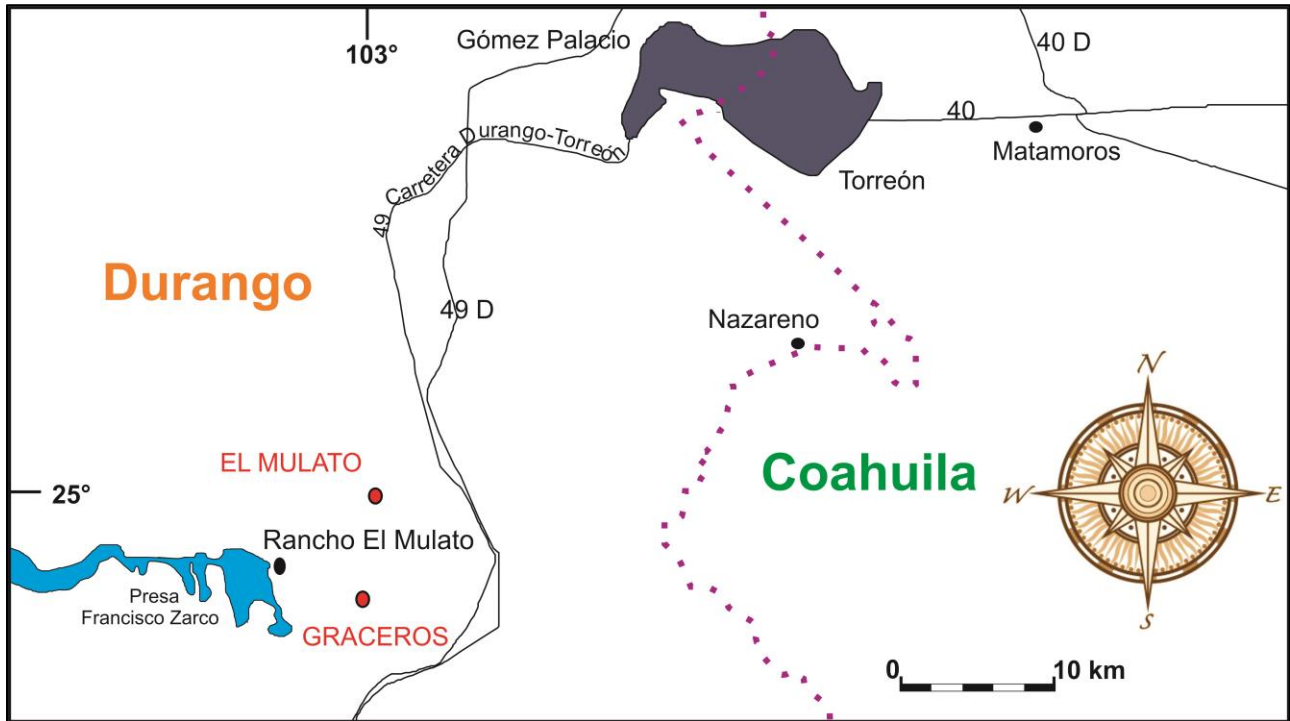 103°
Gómez Palacio
40 D
40
Matamoros
49 Carretera Durango-Torreón
Torreón
Durango
49 D
Nazareno
N
EL MULATO
Coahuila
25°
W
E
Rancho El Mulato
Presa
Francisco Zarco
GRACEROS
S
0
10 km